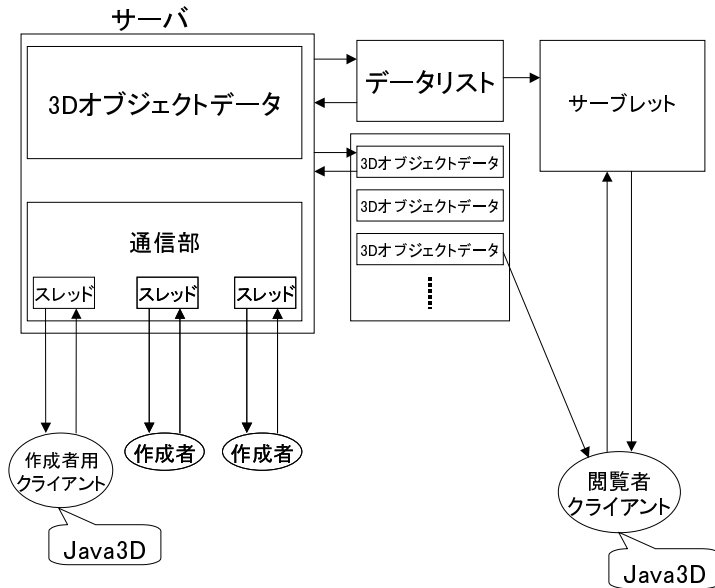 サーバ
3Dオブジェクトデータ
データリスト
サーブレット
3Dオブジェクトデータ
3Dオブジェクトデータ
3Dオブジェクトデータ
通信部
スレッド
スレッド
スレッド
作成者用
クライアント
作成者
作成者
閲覧者
クライアント
Java3D
Java3D